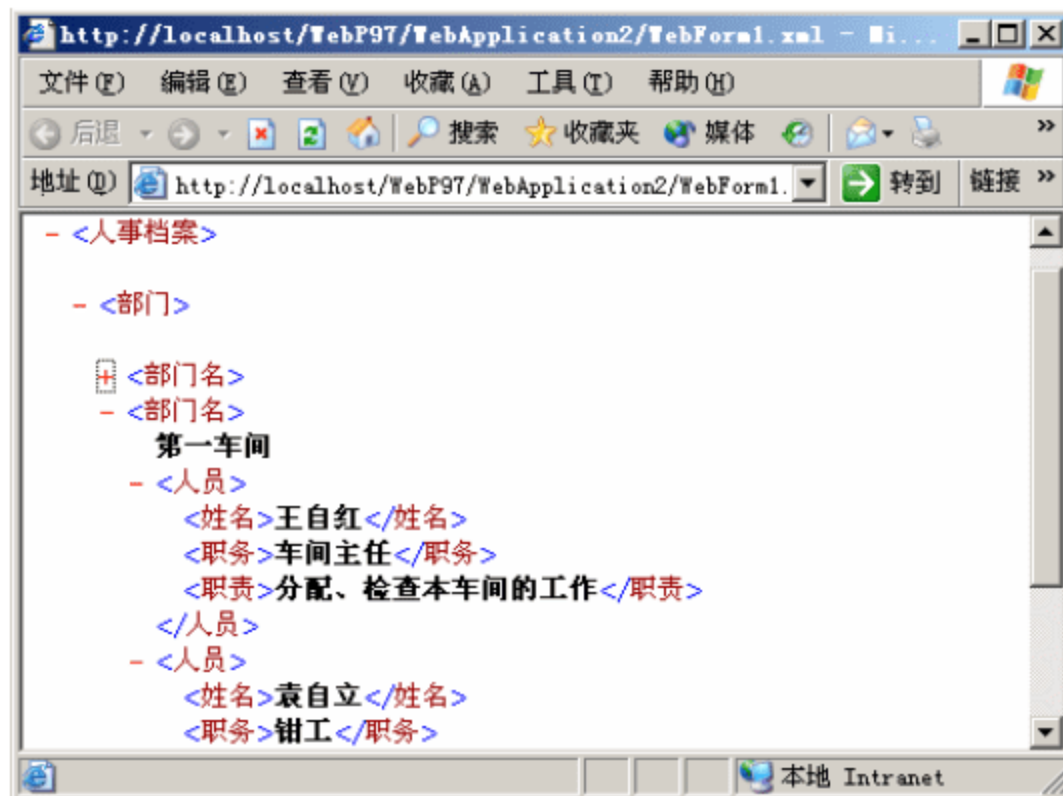 http://localhost/WebP97/WebApplication2/WebForm1.xml - Mi...
文件(F) 编辑(E) 查看(V) 收藏(A) 工具(T) 帮助(H)
后退 搜索 收藏夹 媒体 »
地址(D) http://localhost/WebP97/WebApplication2/WebForm1. 转到 链接 »
- <人事档案>
- <部门>
+ <部门名>
- <部门名>
第一车间
- <人员>
<姓名>王自红</姓名>
<职务>车间主任</职务>
<职责>分配、检查本车间的工作</职责>
</人员>
- <人员>
<姓名>袁自立</姓名>
<职务>钳工</职务>
本地 Intranet